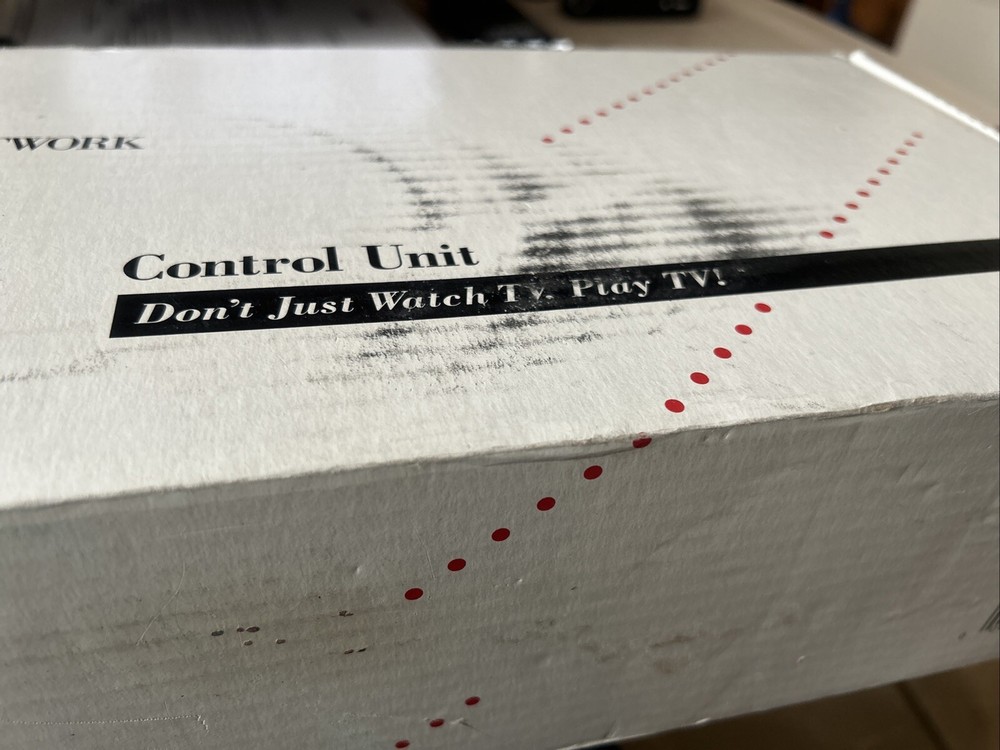 TWORK
Control Unit
Don't Just Watch Tv. Play TV!